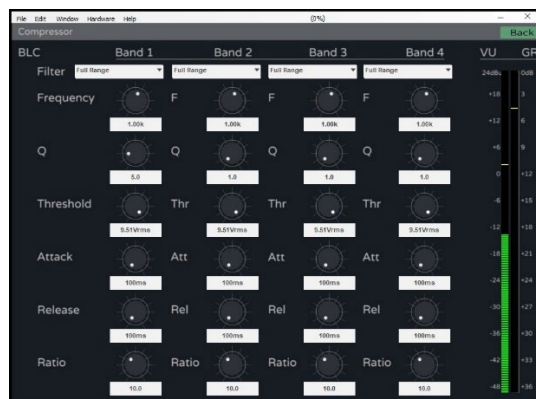 File Edit Window Hardware Help (0%)
Compressor Back
BLC Band 1 Band 2 Band 3 Band 4 VU GR
Filter Full Range Full Range Full Range Full Range 24dBu 0dB
Frequency F F F +18 3
1.00k 1.00k 1.00k 1.00k +12 6
Q Q Q Q +6 9
5.0 1.0 1.0 1.0 0 +12
Threshold Thr Thr Thr -6 +15
9.51Vrms 9.51Vrms 9.51Vrms 9.51Vrms -12 +18
Attack Att Att Att -18 +21
100ms 100ms 100ms 100ms -24 +24
Release Rel Rel Rel -30 +27
100ms 100ms 100ms 100ms -36 +30
Ratio Ratio Ratio Ratio -42 +33
10.0 10.0 10.0 10.0 -48 +36